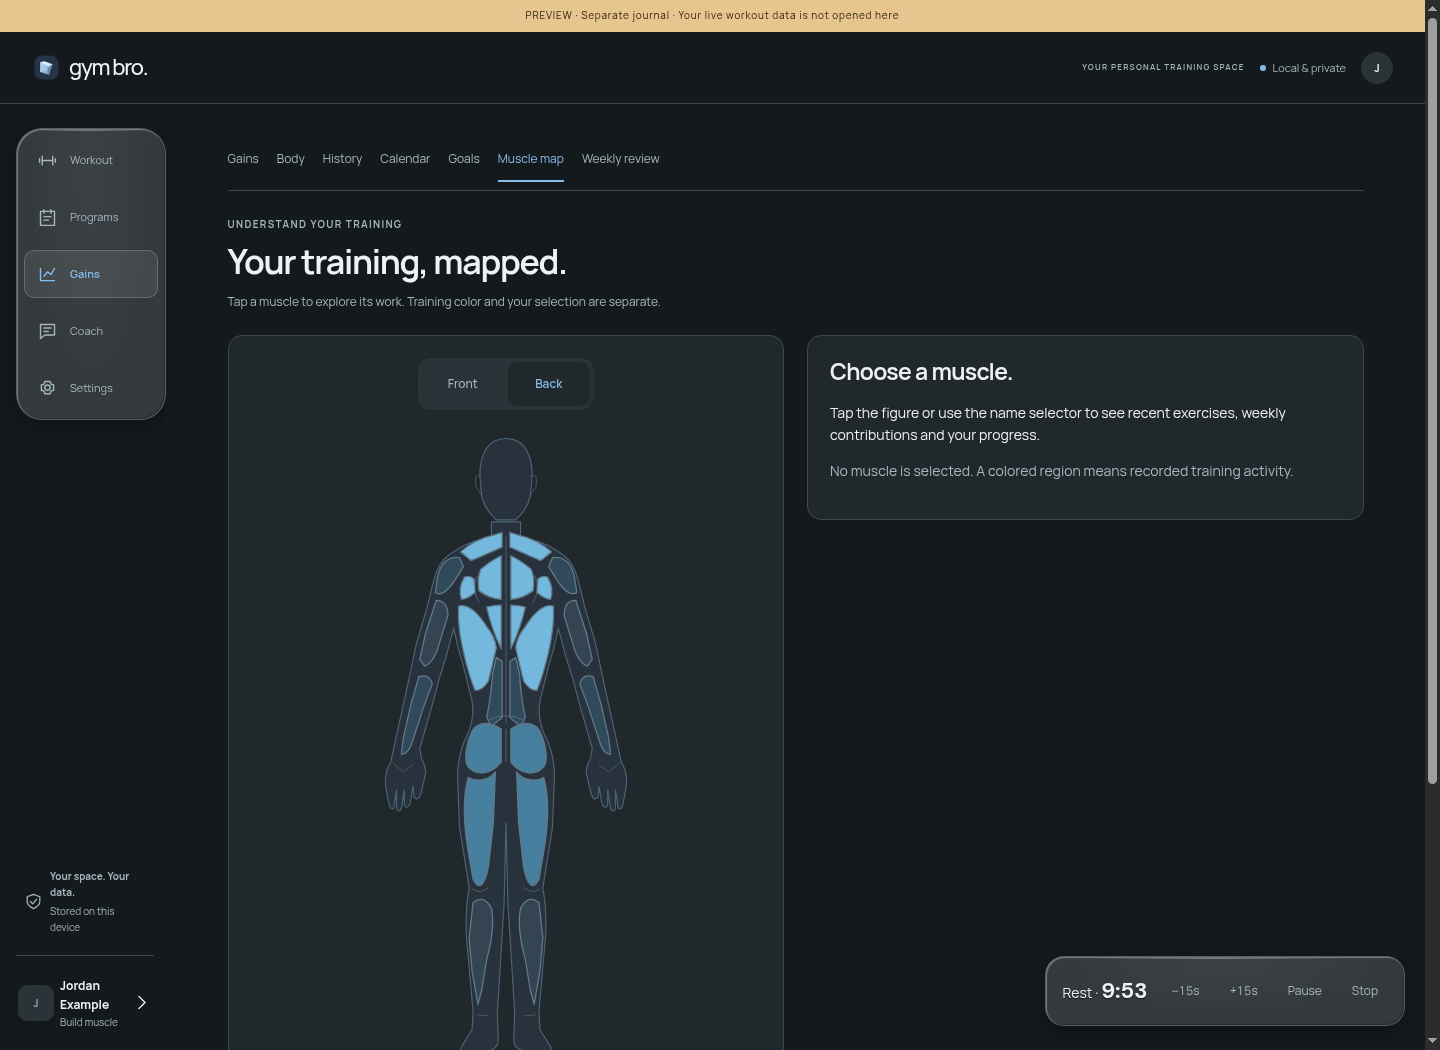 PREVIEW · Separate journal · Your live workout data is not opened here
gym bro.
YOUR PERSONAL TRAINING SPACE
Local & private
J
Workout
Programs
Gains
Coach
Settings
Gains Body History Calendar Goals Muscle map Weekly review
UNDERSTAND YOUR TRAINING
Your training, mapped.
Tap a muscle to explore its work. Training color and your selection are separate.
Front Back
Choose a muscle.
Tap the figure or use the name selector to see recent exercises, weekly
contributions and your progress.
No muscle is selected. A colored region means recorded training activity.
Your space. Your
data.
Stored on this
device
J
Jordan
Example
Build muscle
Rest · 9:53 −15s +15s Pause Stop